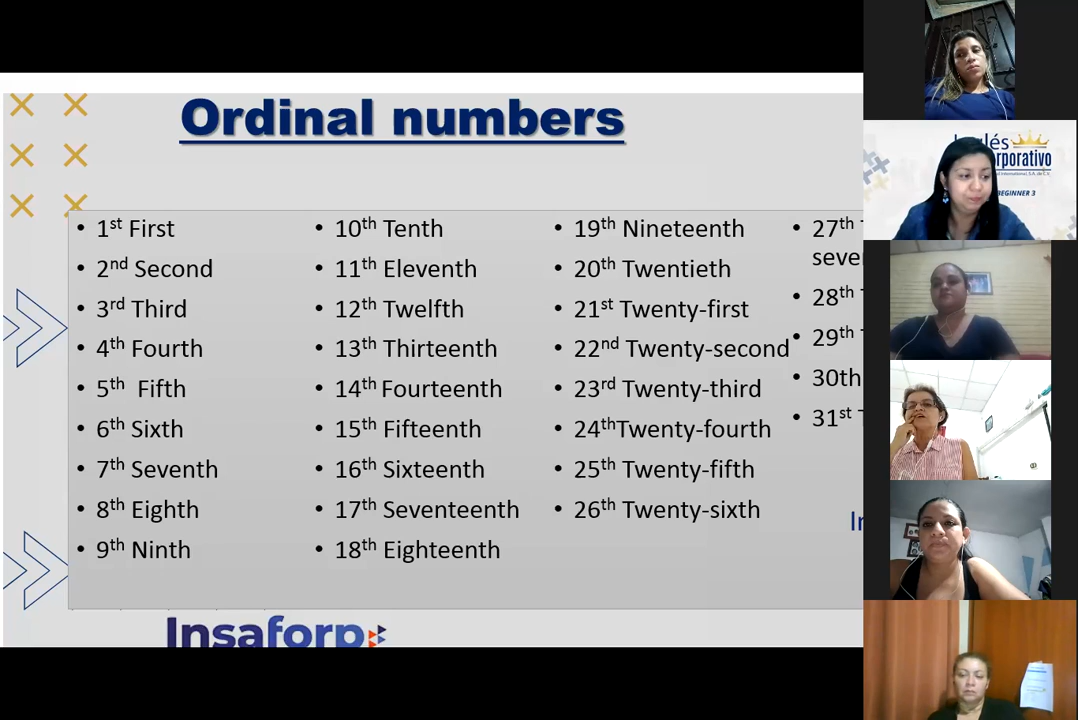 Ordinal numbers
• 1st First
• 2nd Second
• 3rd Third
• 4th Fourth
• 5th Fifth
• 6th Sixth
• 7th Seventh
• 8th Eighth
• 9th Ninth
• 10th Tenth
• 11th Eleventh
• 12th Twelfth
• 13th Thirteenth
• 14th Fourteenth
• 15th Fifteenth
• 16th Sixteenth
• 17th Seventeenth
• 18th Eighteenth
• 19th Nineteenth
• 20th Twentieth
• 21st Twenty-first
• 22nd Twenty-second
• 23rd Twenty-third
• 24thTwenty-fourth
• 25th Twenty-fifth
• 26th Twenty-sixth
• 27th
• 28th
• 29th
• 30th
• 31st
Insaforp
BEGINNER 3